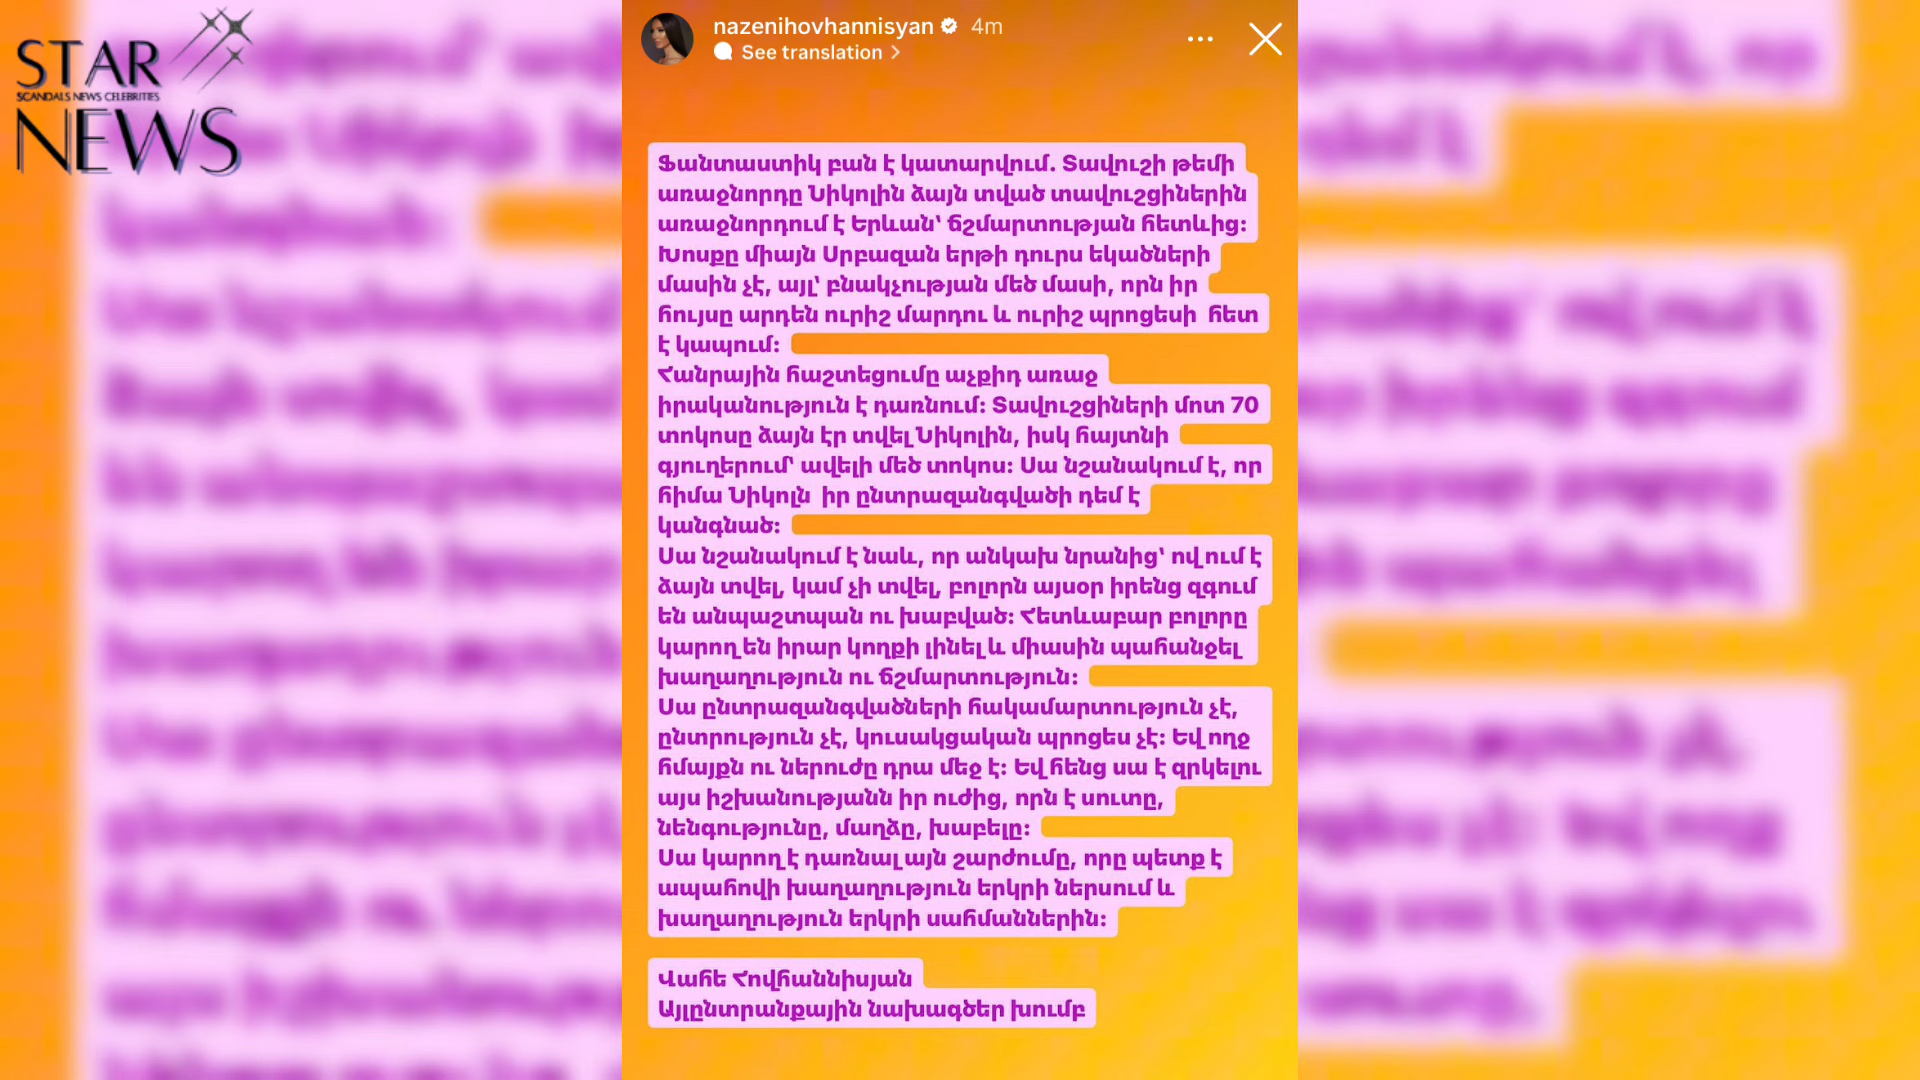 STAR
SCANDALS NEWS CELEBRITIES
NEWS
nazenihovhannisyan 4m
See translation
Ֆանտաստիկ բան է կատարվում. Տավուշի թեմի
առաջնորդը Նիկոլին ձայն տված տավուշցիներին
առաջնորդում է Երևան՝ ճշմարտության հետևից:
Խոսքը միայն Սրբազան երթի դուրս եկածների
մասին չէ, այլ՝ բնակչության մեծ մասի, որն իր
հույսը արդեն ուրիշ մարդու և ուրիշ պրոցեսի հետ
է կապում:
Հանրային հաշտեցումը աչքիդ առաջ
իրականություն է դառնում: Տավուշցիների մոտ 70
տոկոսը ձայն էր տվել Նիկոլին, իսկ հայտնի
գյուղերում՝ ավելի մեծ տոկոս: Սա նշանակում է, որ
հիմա Նիկոլն իր ընտրազանգվածի դեմ է
կանգնած:
Սա նշանակում է նաև, որ անկախ նրանից՝ ով ում է
ձայն տվել, կամ չի տվել, բոլորն այսօր իրենց զգում
են անպաշտպան ու խաբված: Հետևաբար բոլորը
կարող են իրար կողքի լինել և միասին պահանջել
խաղաղություն ու ճշմարտություն:
Սա ընտրազանգվածների հակամարտություն չէ,
ընտրություն չէ, կուսակցական պրոցես չէ: Եվ ողջ
հմայքն ու ներուժը դրա մեջ է: Եվ հենց սա է զրկելու
այս իշխանությանն իր ուժից, որն է սուտը,
նենգությունը, մաղձը, խաբելը:
Սա կարող է դառնալ այն շարժումը, որը պետք է
ապահովի խաղաղություն երկրի ներսում և
խաղաղություն երկրի սահմաններին:
Վահե Հովհաննիսյան
Այլընտրանքային նախագծեր խումբ